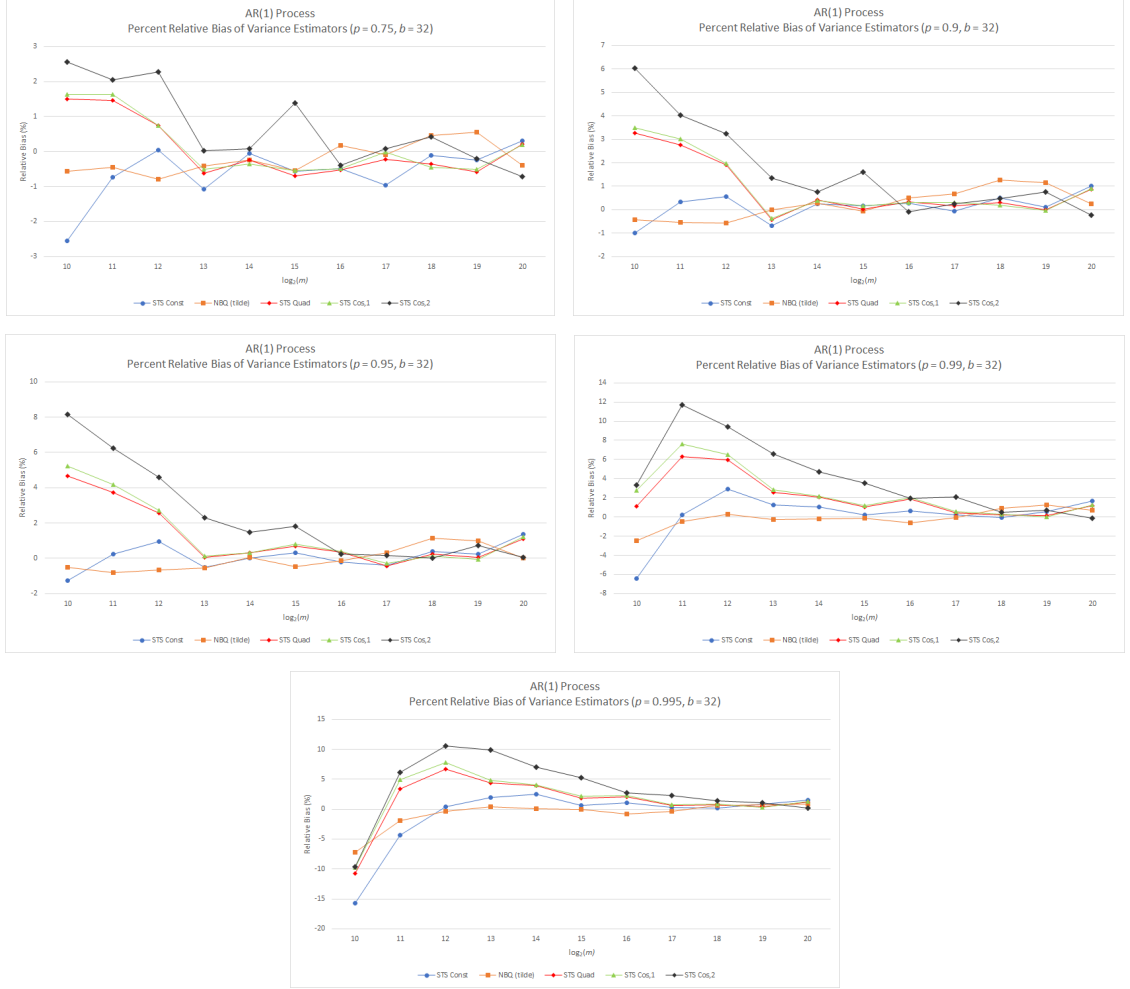 AR(1) Process
Percent Relative Bias of Variance Estimators (p = 0.75, b = 32)
Relative Bias (%)
3
2
1
0
-1
-2
-3
10 11 12 13 14 15 16 17 18 19 20
log₂(m)
STS Const NBQ (tilde) STS Quad STS Cos,1 STS Cos,2
AR(1) Process
Percent Relative Bias of Variance Estimators (p = 0.9, b = 32)
Relative Bias (%)
7
6
5
4
3
2
1
0
-1
-2
10 11 12 13 14 15 16 17 18 19 20
log₂(m)
STS Const NBQ (tilde) STS Quad STS Cos,1 STS Cos,2
AR(1) Process
Percent Relative Bias of Variance Estimators (p = 0.95, b = 32)
Relative Bias (%)
10
8
6
4
2
0
-2
10 11 12 13 14 15 16 17 18 19 20
log₂(m)
STS Const NBQ (tilde) STS Quad STS Cos,1 STS Cos,2
AR(1) Process
Percent Relative Bias of Variance Estimators (p = 0.99, b = 32)
Relative Bias (%)
14
12
10
8
6
4
2
0
-2
-4
-6
-8
10 11 12 13 14 15 16 17 18 19 20
log₂(m)
STS Const NBQ (tilde) STS Quad STS Cos,1 STS Cos,2
AR(1) Process
Percent Relative Bias of Variance Estimators (p = 0.995, b = 32)
Relative Bias (%)
15
10
5
0
-5
-10
-15
-20
10 11 12 13 14 15 16 17 18 19 20
log₂(m)
STS Const NBQ (tilde) STS Quad STS Cos,1 STS Cos,2